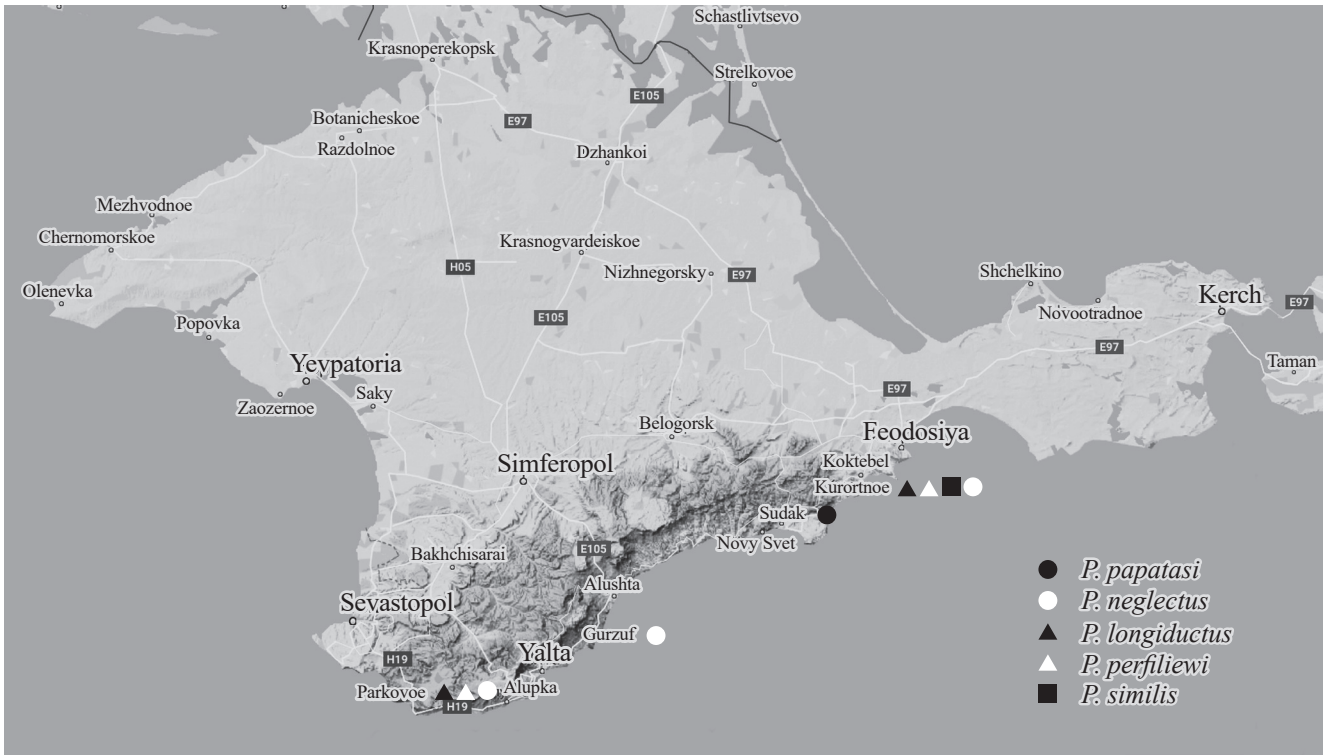 Schastlivtsevo
Krasnoperekopsk
Strelkovoe
E105
Botanicheskoe
E97
Razdolnoe
Dzhankoi
Mezhvodnoe
Chernomorskoe
Krasnogvardeiskoe
H05
Nizhnegorsky
E97
Shchelkino
Olenevka
Kerch
E97
Novootradnoe
Popovka
E105
E97
Yevpatoria
Taman
Zaozernoe
Saky
E97
Belogorsk
Feodosiya
Simferopol
Koktebel
Kurortnoe
Sudak
Novy Svet
Bakhchisarai
E105
Alushta
Sevastopol
Gurzuf
Yalta
H19
Parkovoe
Alupka
H19
P. papatasi
P. neglectus
P. longiductus
P. perfiliewi
P. similis